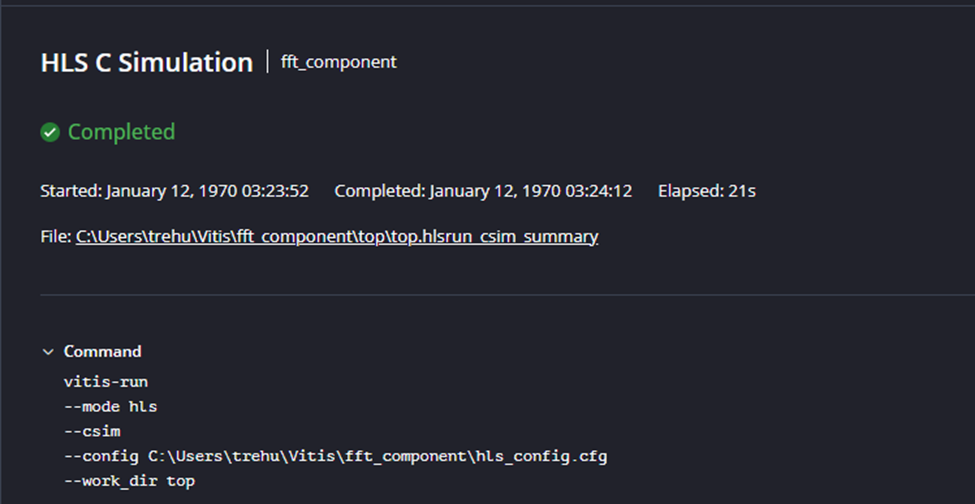 HLS C Simulation | fft_component
Completed
Started: January 12, 1970 03:23:52 Completed: January 12, 1970 03:24:12 Elapsed: 21s
File: C:\Users\trehu\Vitis\fft_component\top\top.hlsrun_csim_summary
Command
vitis-run
--mode hls
--csim
--config C:\Users\trehu\Vitis\fft_component\hls_config.cfg
--work_dir top